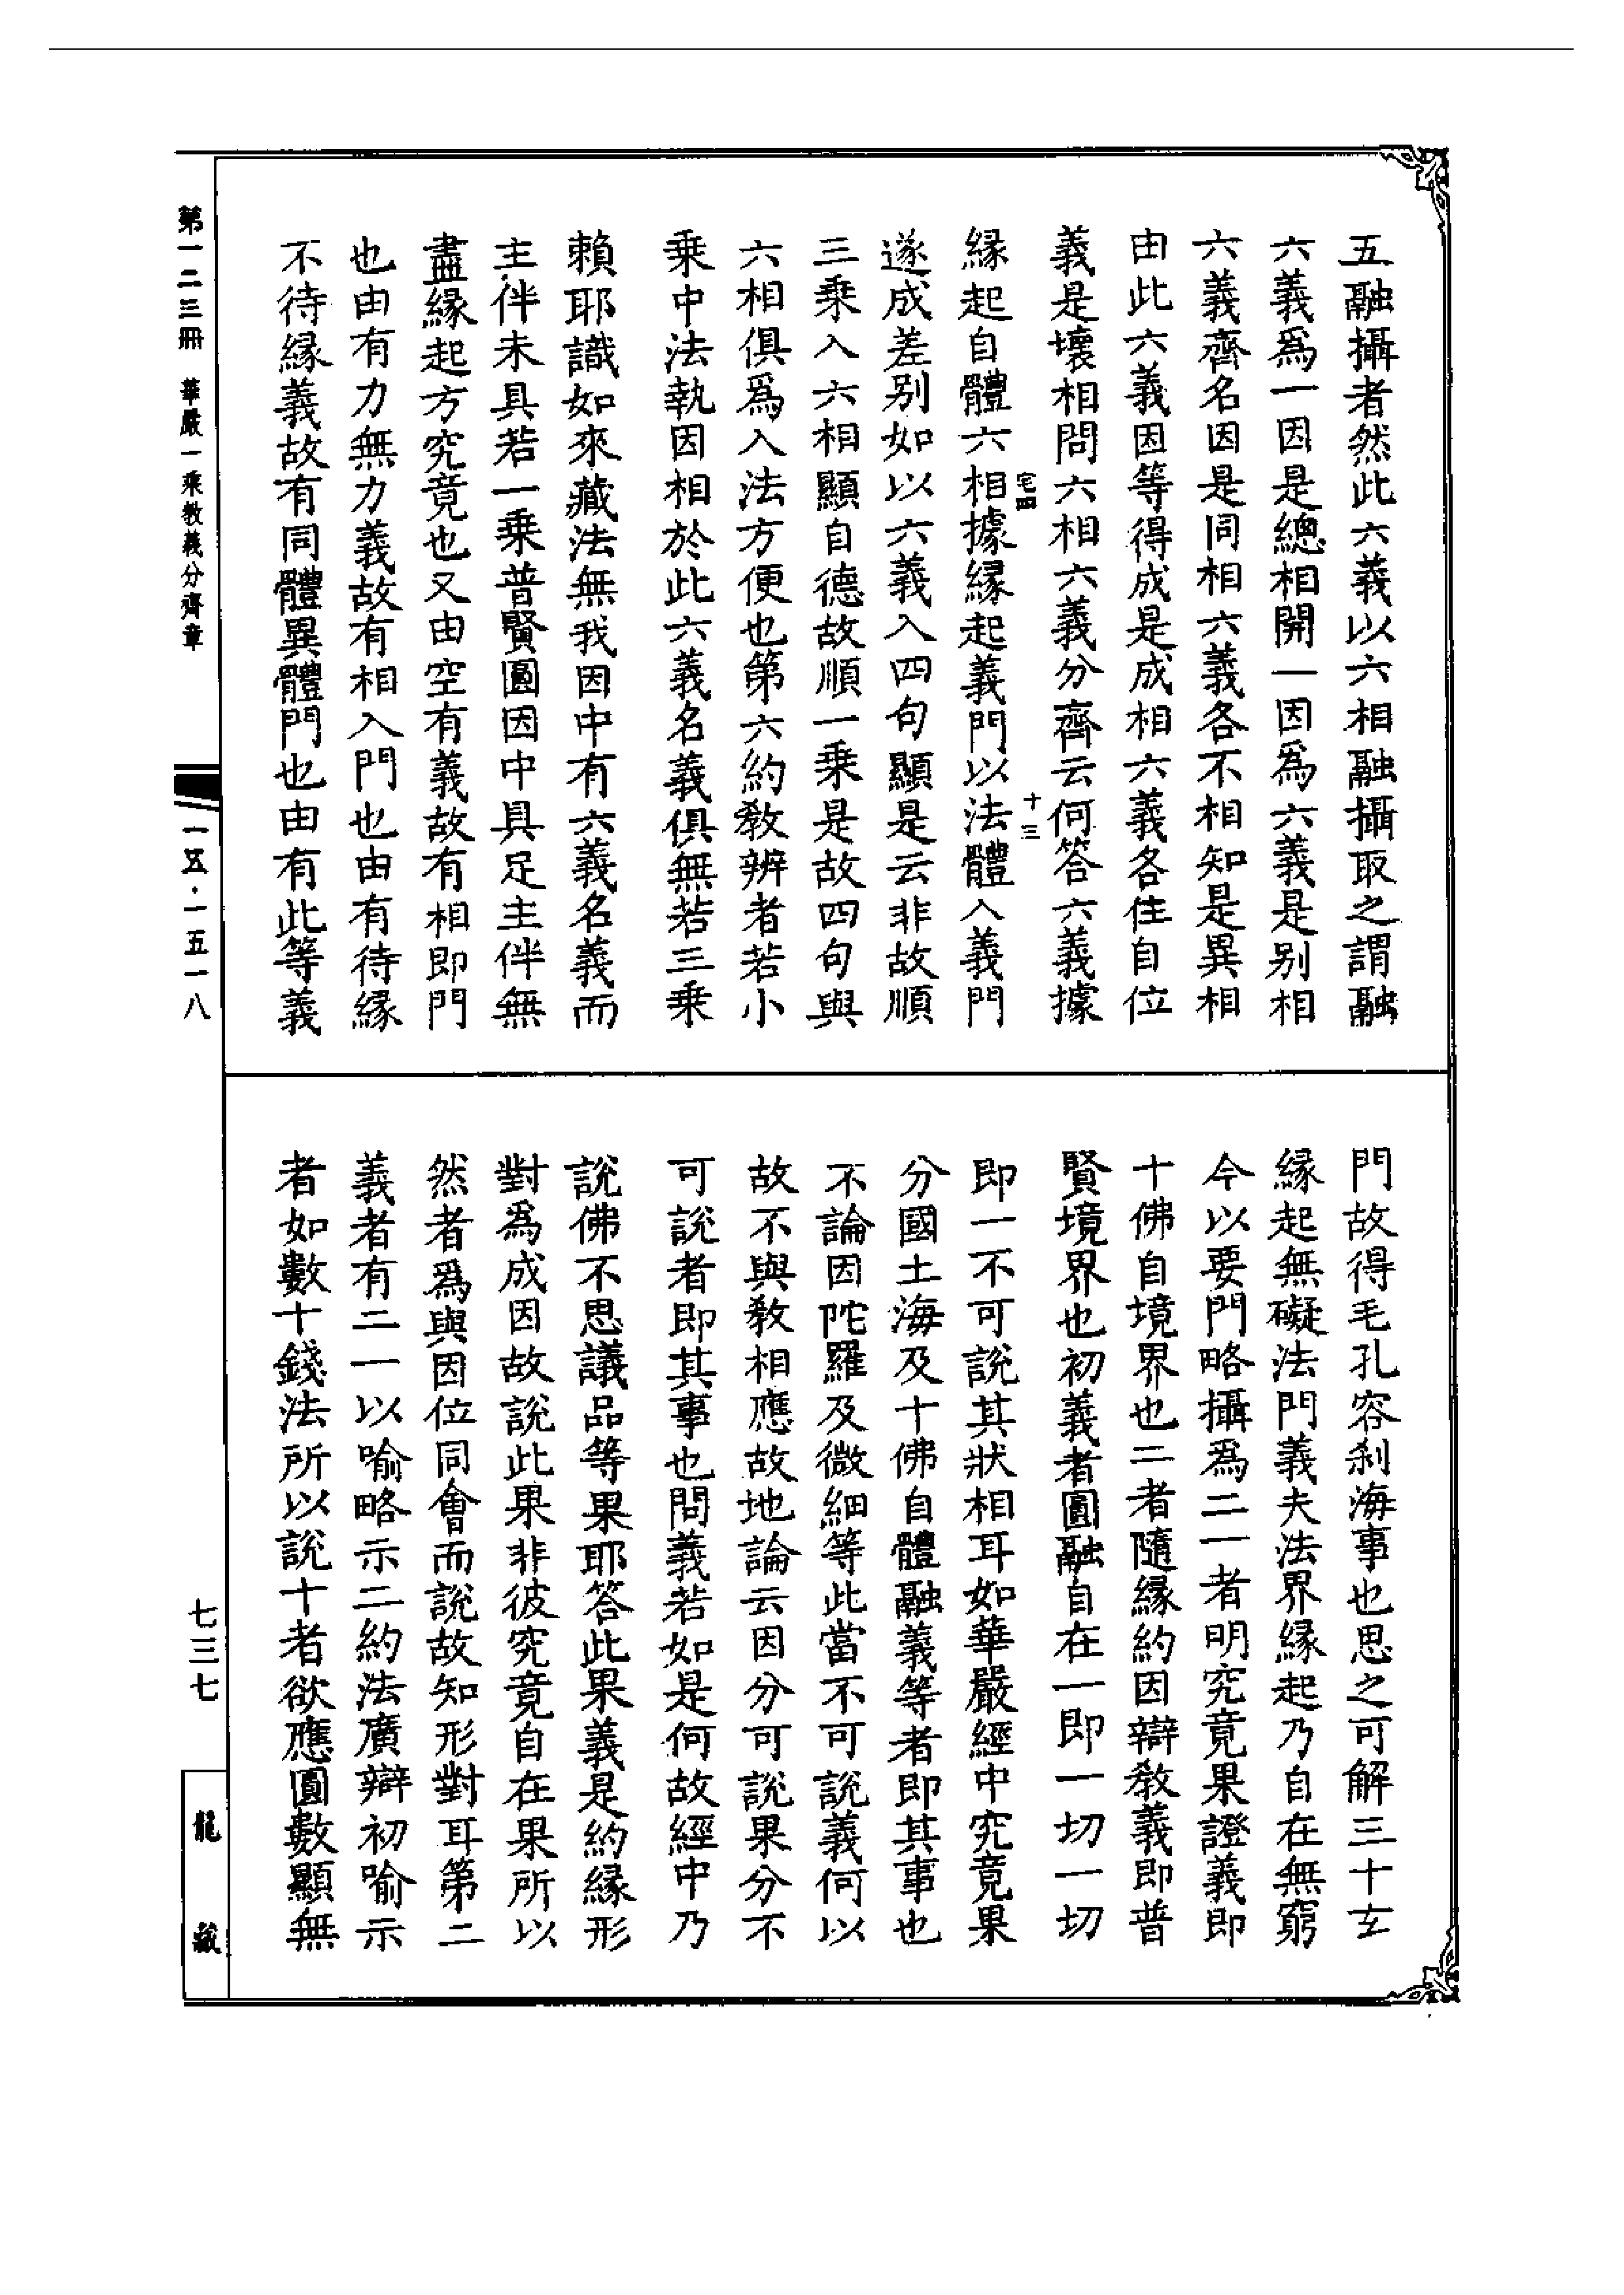 五融攝者然此六義以六相融攝取之謂融
六義爲一因是總相開一因爲六義是别相
六義齊名因是同相六義各不相知是異相
由此六義因等得成是成相六義各住自位
義是壞相問六相六義分齊云何答六義據
宅四 十三
緣起自體六相據緣起義門以法體入義門
遂成差别如以六義入四句顯是云非故順
三乘入六相顯自德故順一乘是故四句與
六相俱爲入法方便也第六約教辨者若小
乘中法執因相於此六義名義俱無若三乘
賴耶識如來藏法無我因中有六義名義而
主伴未具若一乘普賢圓因中具足主伴無
盡緣起方究竟也又由空有義故有相即門
也由有力無力義故有相入門也由有待緣
不待緣義故有同體異體門也由有此等義
門故得毛孔容刹海事也思之可解三十玄
緣起無礙法門義夫法界緣起乃自在無窮
今以要門略攝爲二一者明究竟果證義即
十佛自境界也二者隨緣約因辯教義即普
賢境界也初義者圓融自在一即一切一切
即一不可說其狀相耳如華嚴經中究竟果
分國土海及十佛自體融義等者即其事也
不論因陀羅及微細等此當不可說義何以
故不與教相應故地論云因分可說果分不
可說者即其事也問義若如是何故經中乃
說佛不思議品等果耶答此果義是約緣形
對爲成因故說此果非彼究竟自在果所以
然者爲與因位同會而說故知形對耳第二
義者有二一以喻略示二約法廣辯初喻示
者如數十錢法所以說十者欲應圓數顯無
第一二三冊 華嚴一乘教義分齊章
一五·一五一八
七三七
龍藏